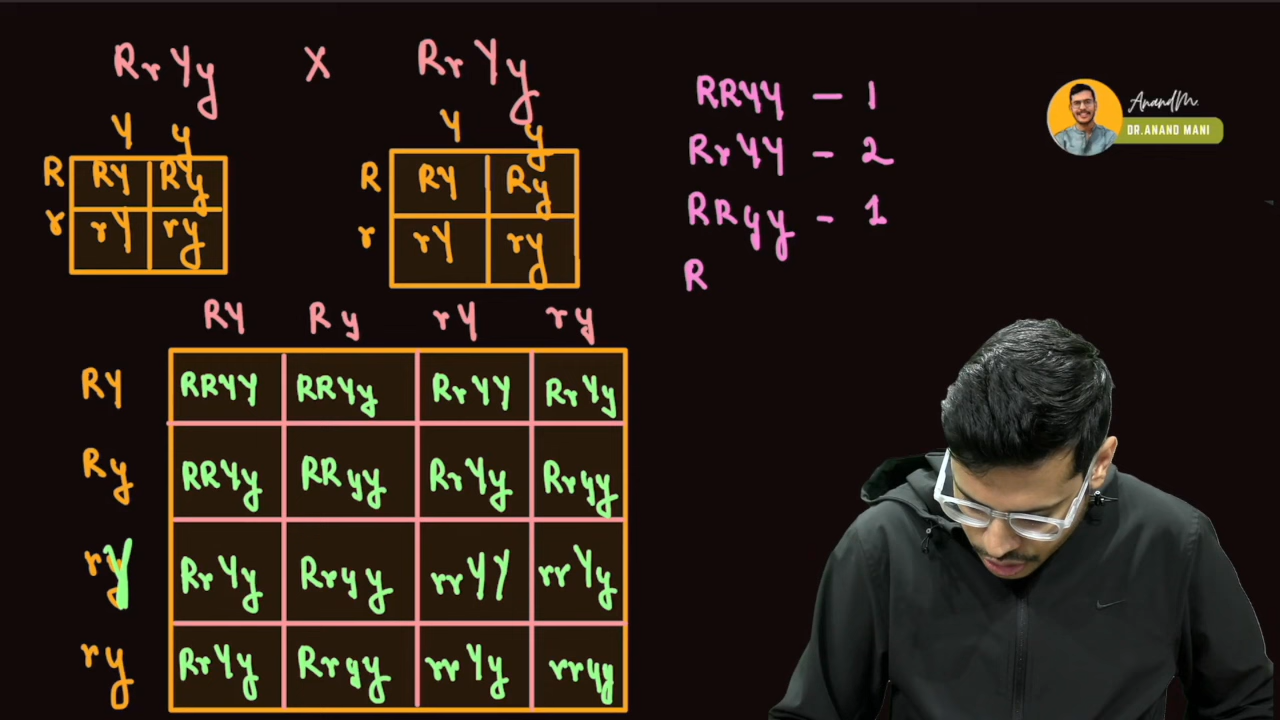 RrYy X RrYy
Y y
R RY Ry
r rY ry
Y y
R RY Ry
r rY ry
RY Ry rY ry
RY RRYY RRYy RrYY RrYy
Ry RRYy RRyy RrYy Rryy
rY RrYy Rryy rrYY rrYy
ry RrYy Rryy rrYy rryy
RRYY - 1
RrYY - 2
RRyy - 1
R
AnandM.
DR.ANAND MANI